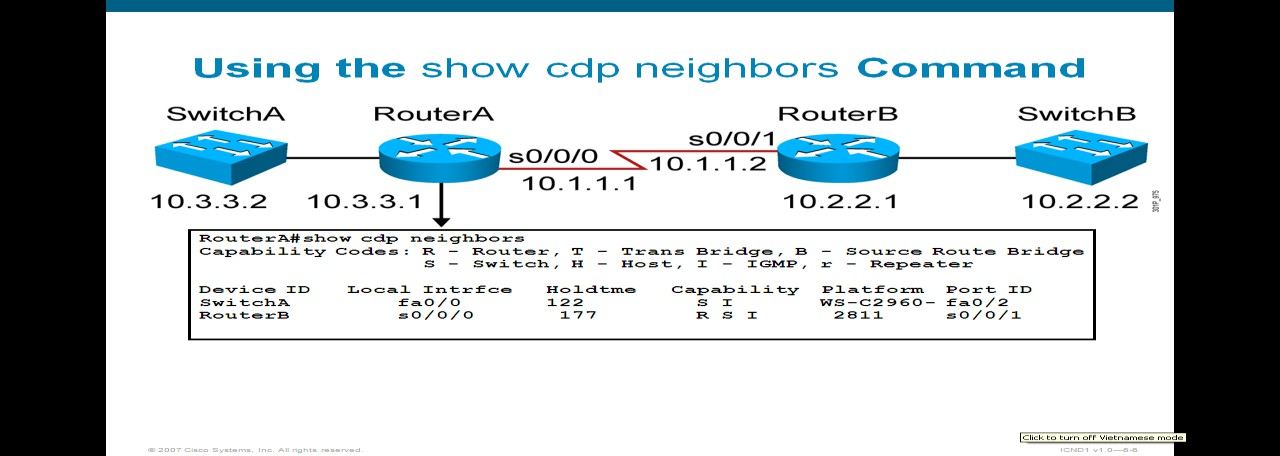 Using the show cdp neighbors Command
SwitchA
RouterA
RouterB
SwitchB
s0/0/0
s0/0/1
10.1.1.2
10.1.1.1
10.3.3.2
10.3.3.1
10.2.2.1
10.2.2.2
RouterA#show cdp neighbors
Capability Codes: R - Router, T - Trans Bridge, B - Source Route Bridge
S - Switch, H - Host, I - IGMP, r - Repeater
Device ID Local Intrfce Holdtme Capability Platform Port ID
SwitchA fa0/0 122 S I WS-C2960- fa0/2
RouterB s0/0/0 177 R S I 2811 s0/0/1
Click to turn off Vietnamese mode
© 2007 Cisco Systems, Inc. All rights reserved.